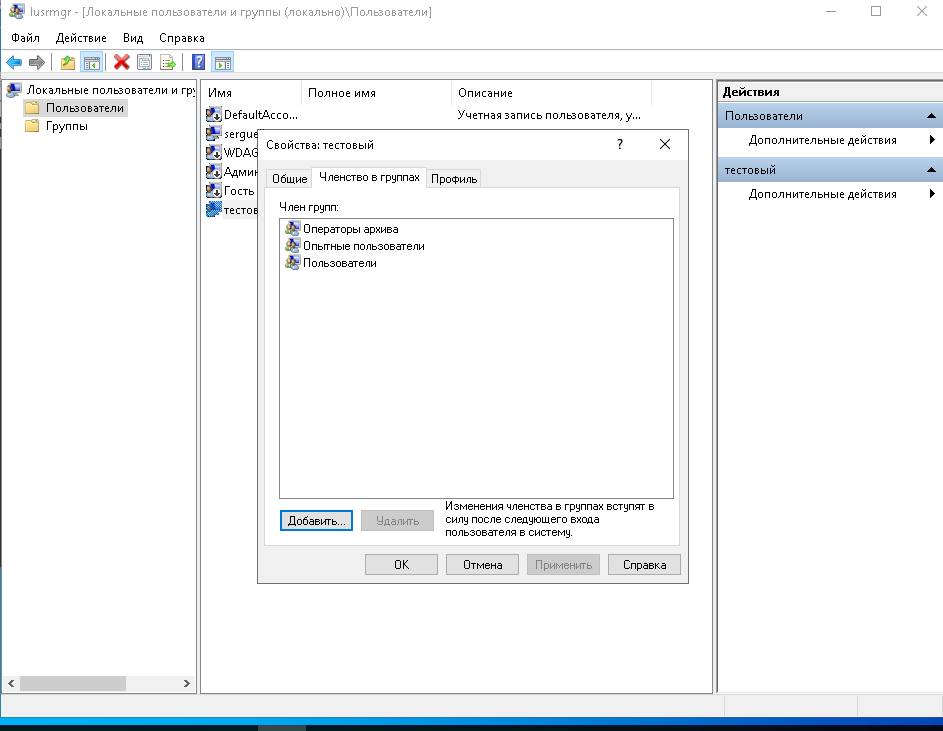 lusrmgr - [Локальные пользователи и группы (локально)\Пользователи]
Файл Действие Вид Справка
Локальные пользователи и гру
Пользователи
Группы
Имя Полное имя Описание
DefaultAcco... Учетная запись пользователя, у...
sergue
WDAG
Админ
Гость
тестов
Свойства: тестовый ?
Общие Членство в группах Профиль
Член групп:
Операторы архива
Опытные пользователи
Пользователи
Добавить... Удалить
Изменения членства в группах вступят в
силу после следующего входа
пользователя в систему.
ОК Отмена Применить Справка
Действия
Пользователи
Дополнительные действия
тестовый
Дополнительные действия